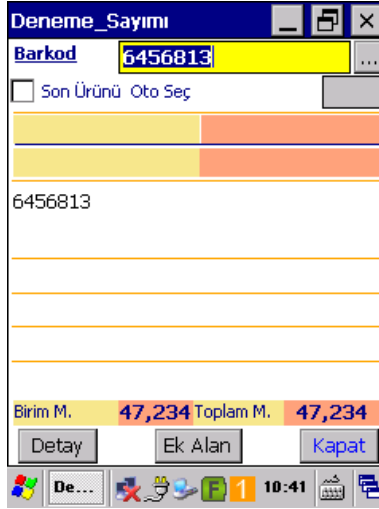 Deneme_Sayımı
Barkod 6456813 ...
Son Ürünü Oto Seç
6456813
Birim M. 47,234 Toplam M. 47,234
Detay Ek Alan Kapat
De... F 1 10:41